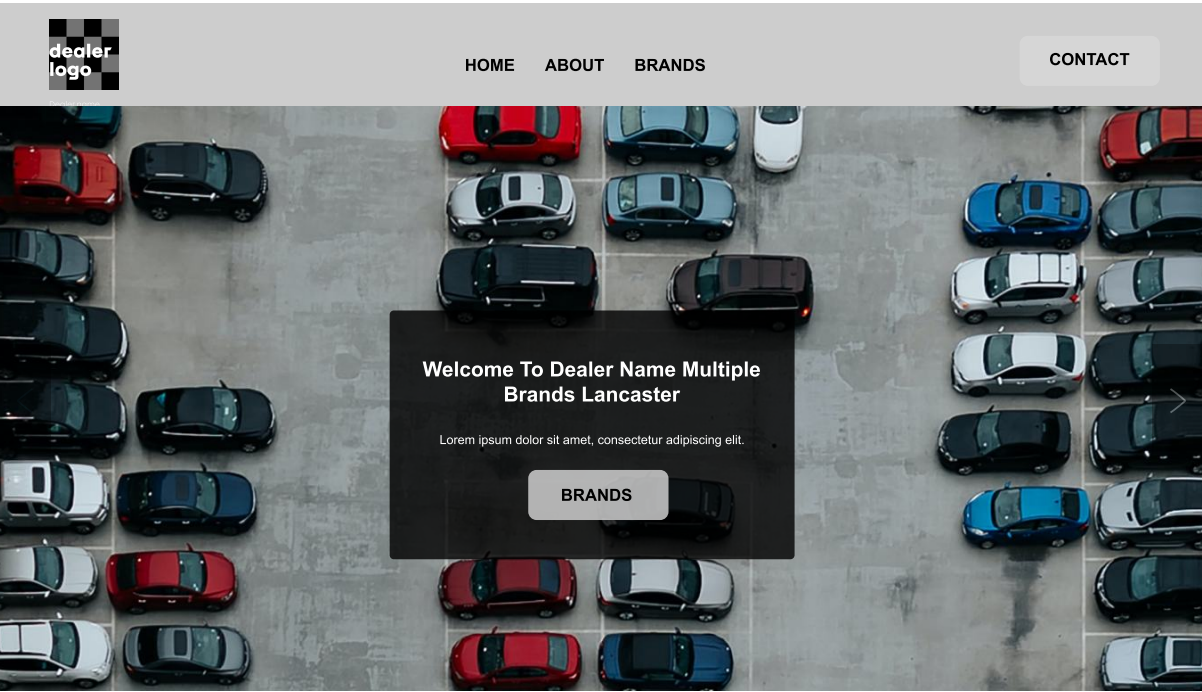 dealer
logo
HOME ABOUT BRANDS
CONTACT
Welcome To Dealer Name Multiple
Brands Lancaster
Lorem ipsum dolor sit amet, consectetur adipiscing elit.
BRANDS